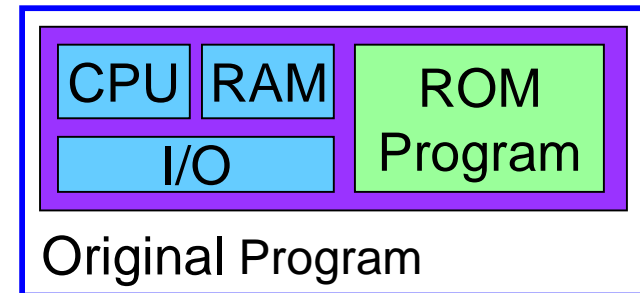 CPU RAM
I/O
ROM
Program
Original Program